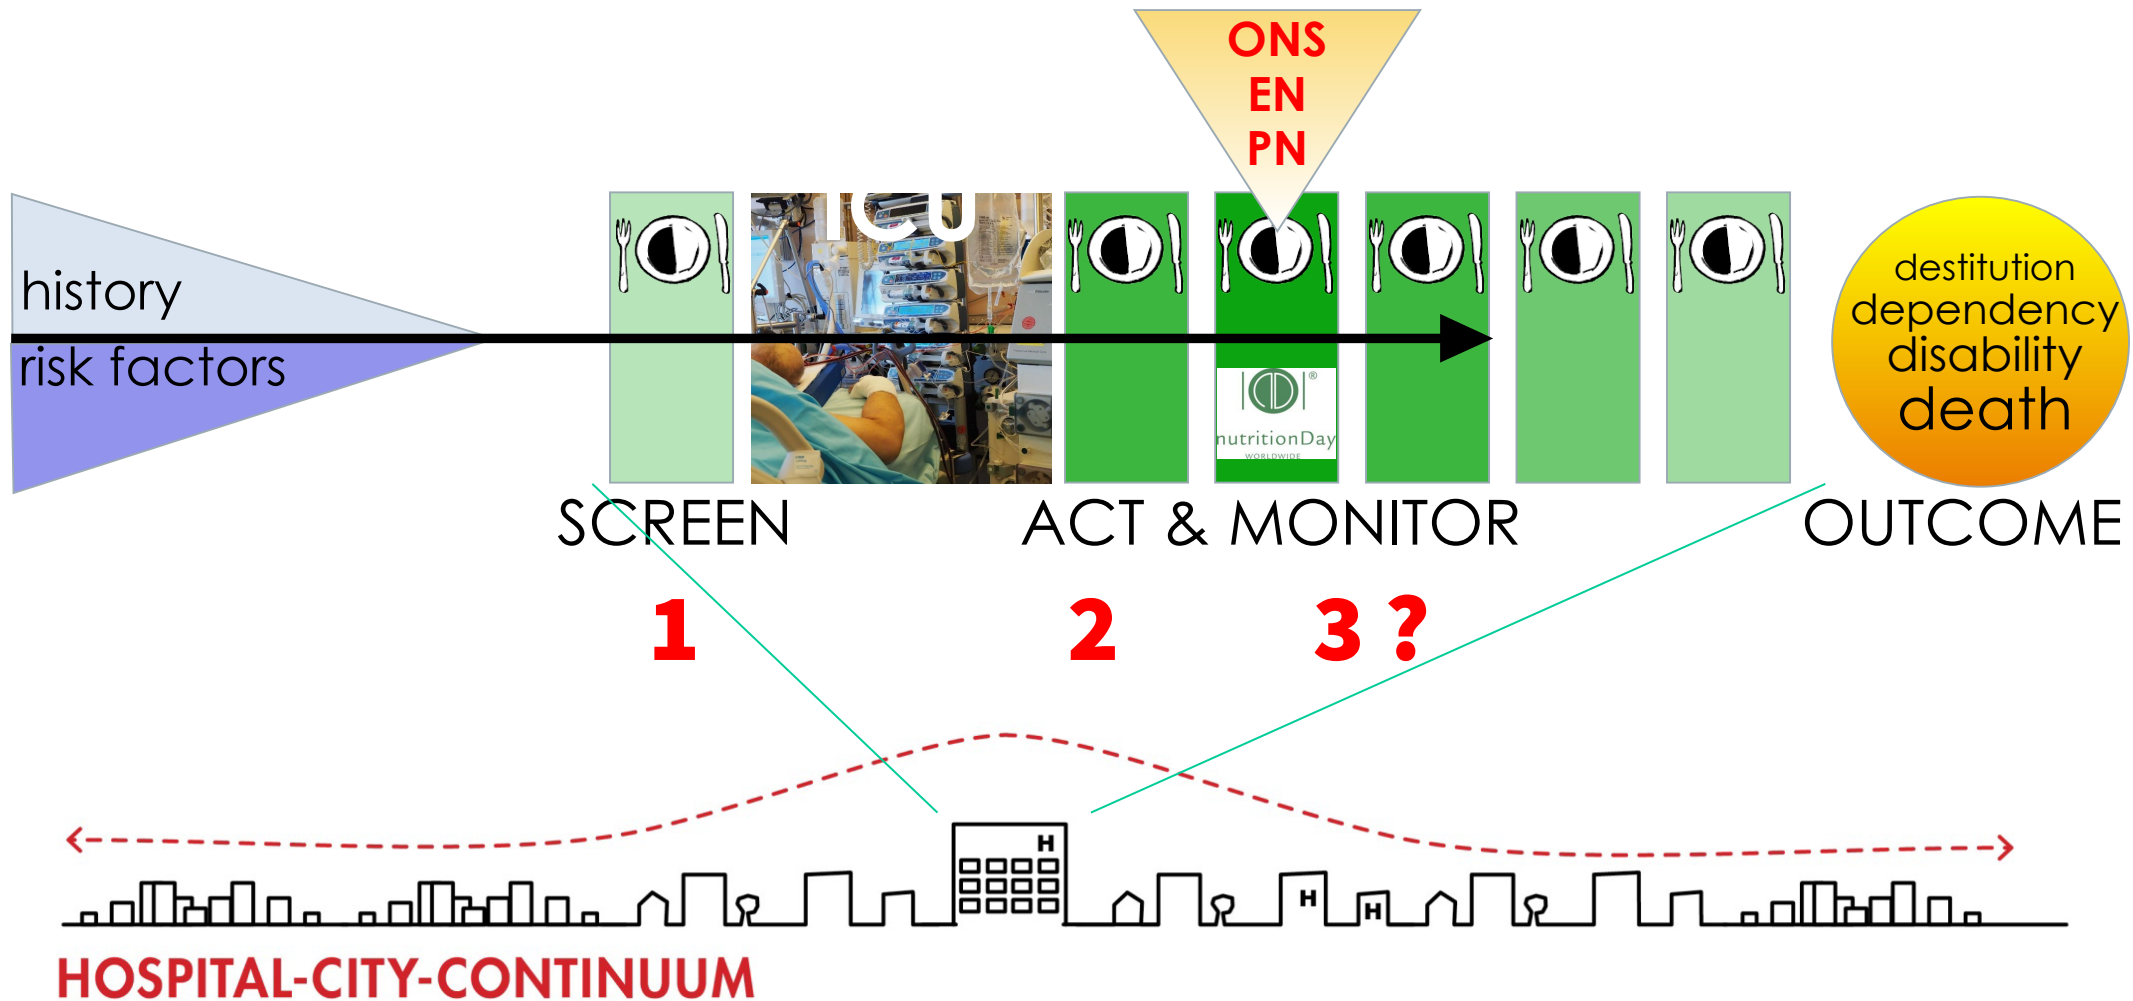 ONS
EN
PN
ICU
history
risk factors
nutritionDay
WORLDWIDE
®
destitution
dependency
disability
death
SCREEN
ACT & MONITOR
OUTCOME
1
2
3 ?
H
H
H
HOSPITAL-CITY-CONTINUUM